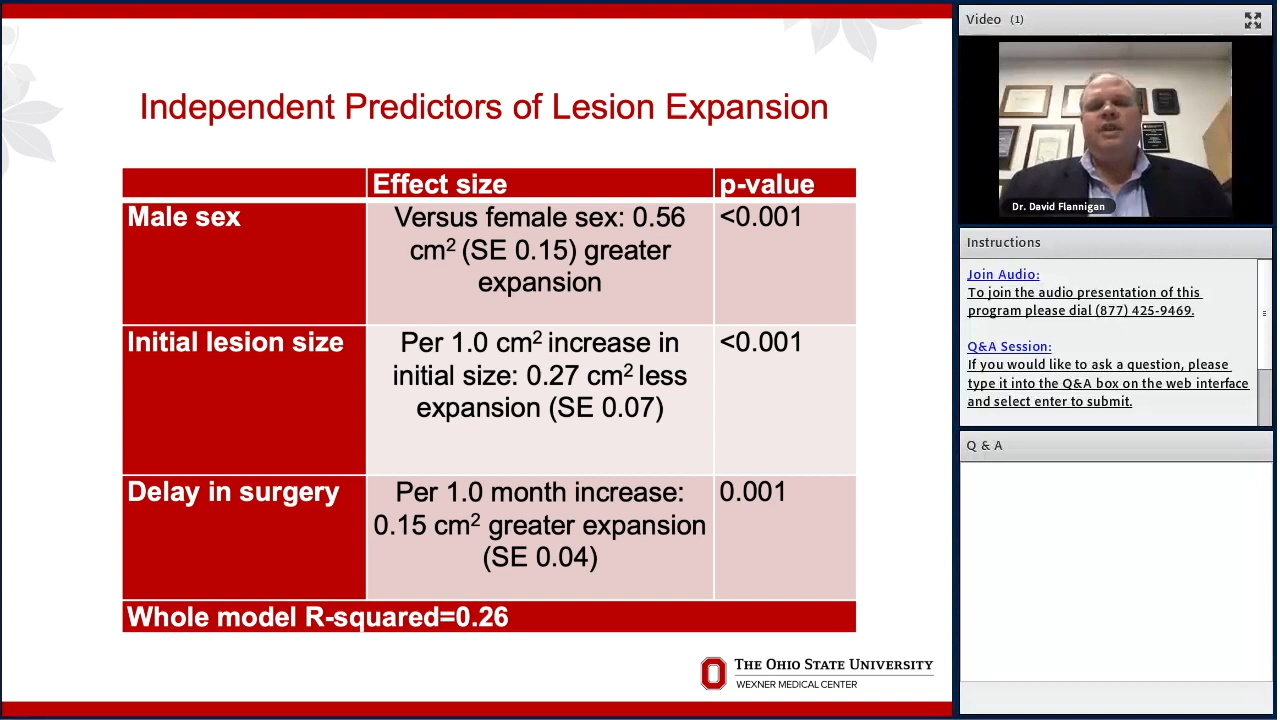 Independent Predictors of Lesion Expansion
Effect size
p-value
Male sex
Versus female sex: 0.56
cm² (SE 0.15) greater
expansion
<0.001
Initial lesion size
Per 1.0 cm² increase in
initial size: 0.27 cm² less
expansion (SE 0.07)
<0.001
Delay in surgery
Per 1.0 month increase:
0.15 cm² greater expansion
(SE 0.04)
0.001
Whole model R-squared=0.26
THE OHIO STATE UNIVERSITY
WEXNER MEDICAL CENTER
Video (1)
Dr. David Flannigan
Instructions
Join Audio:
To join the audio presentation of this
program please dial (877) 425-9469.
Q&A Session:
If you would like to ask a question, please
type it into the Q&A box on the web interface
and select enter to submit.
Q & A